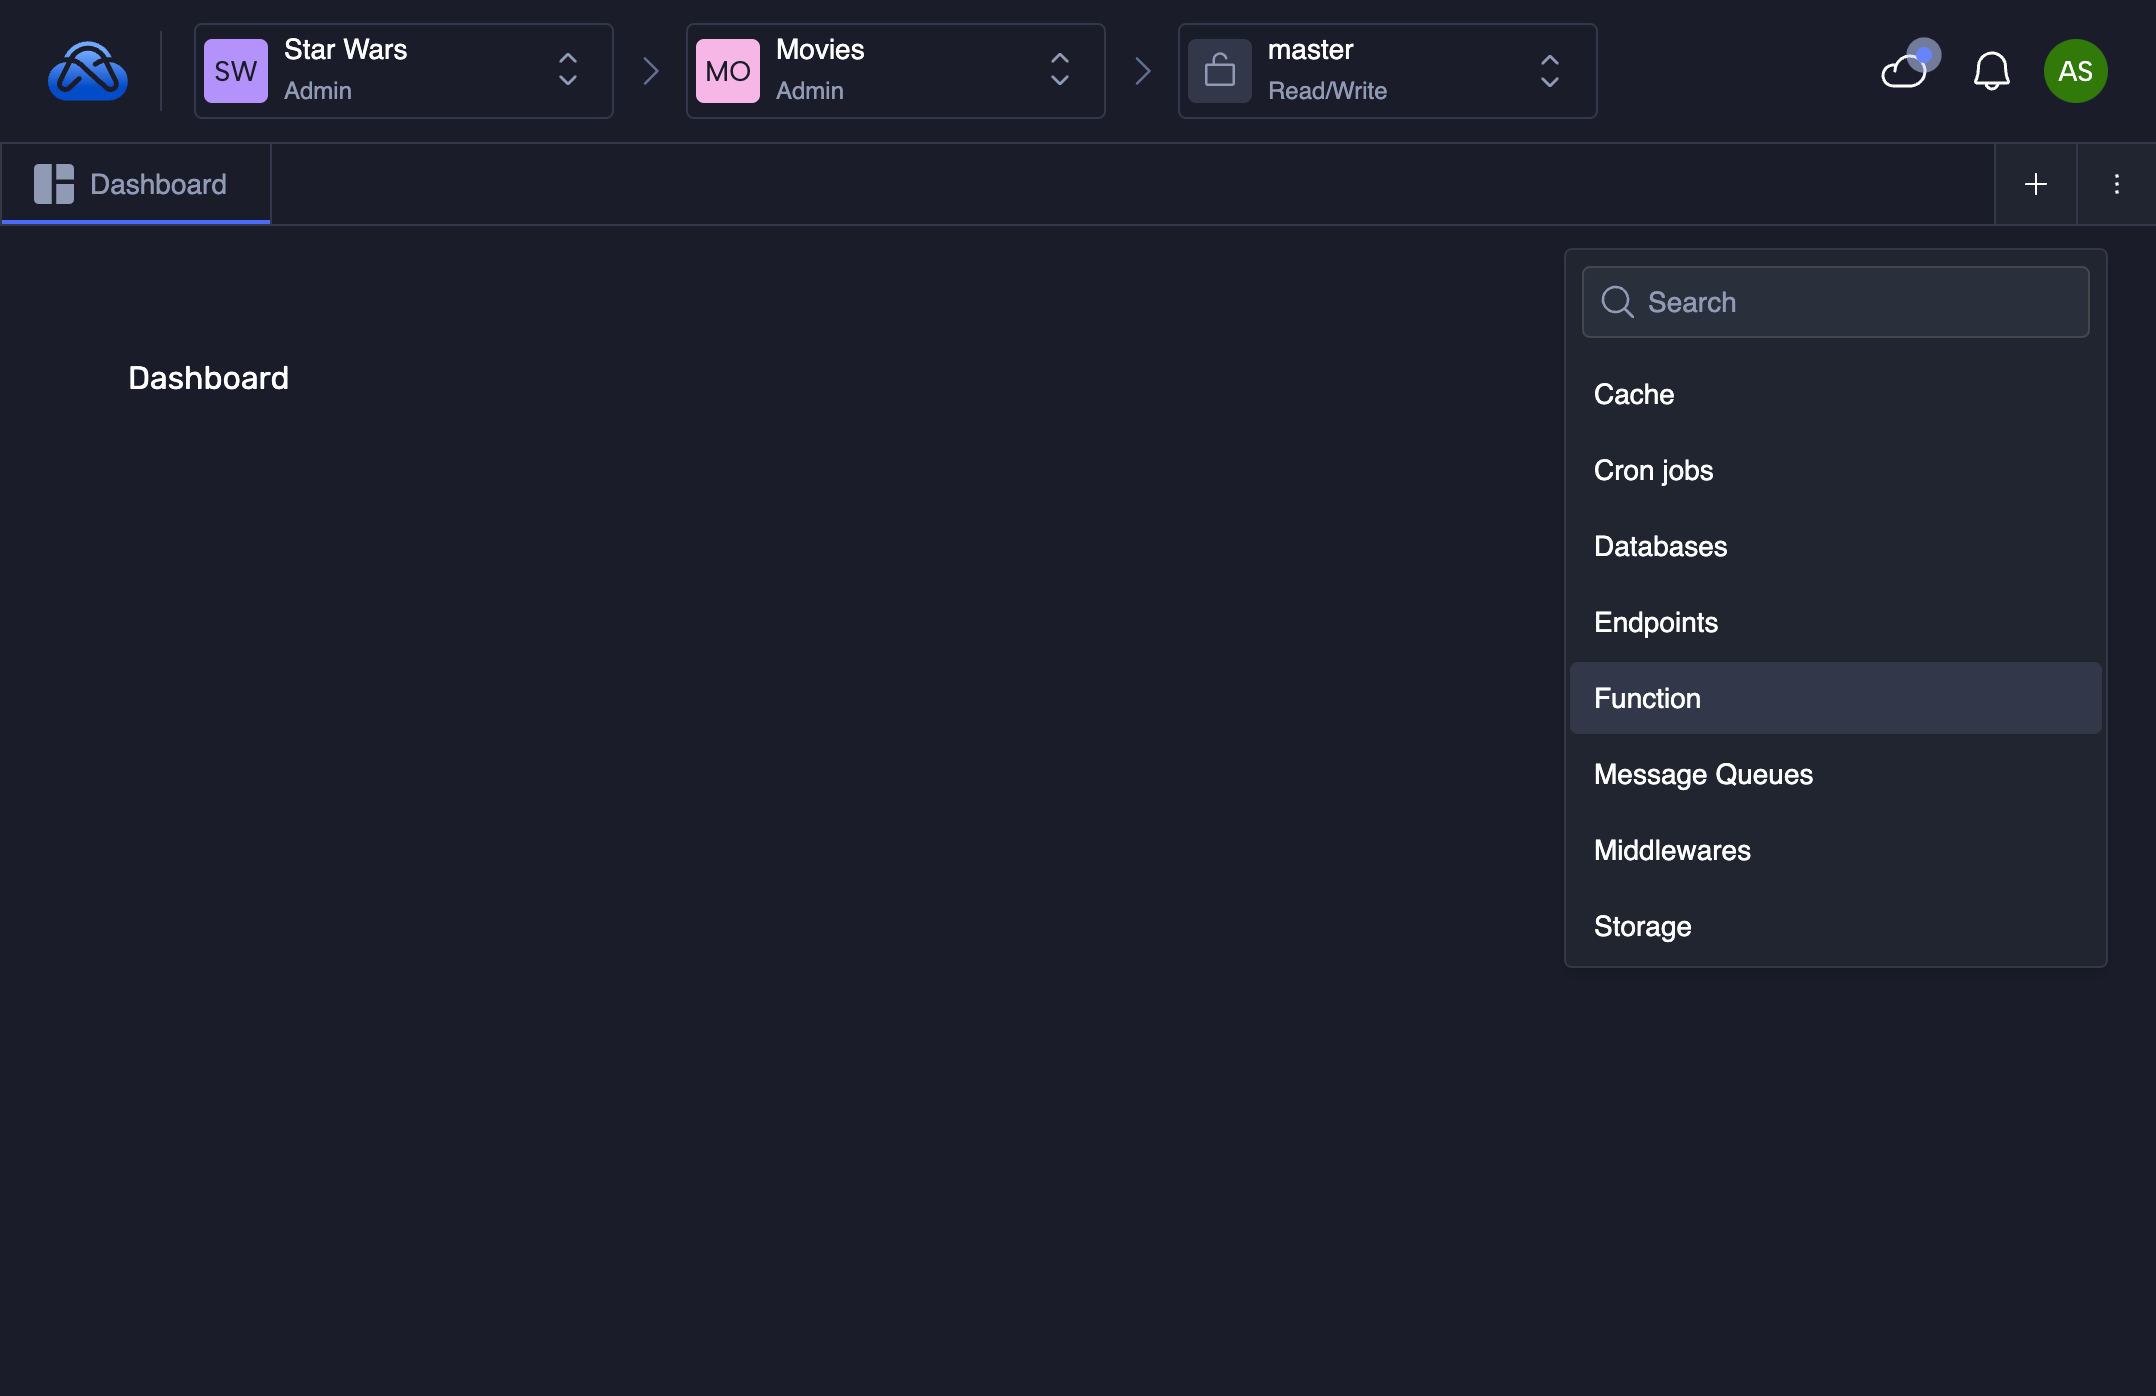 SW
Star Wars
Admin
MO
Movies
Admin
master
Read/Write
AS
Dashboard
Dashboard
Search
Cache
Cron jobs
Databases
Endpoints
Function
Message Queues
Middlewares
Storage